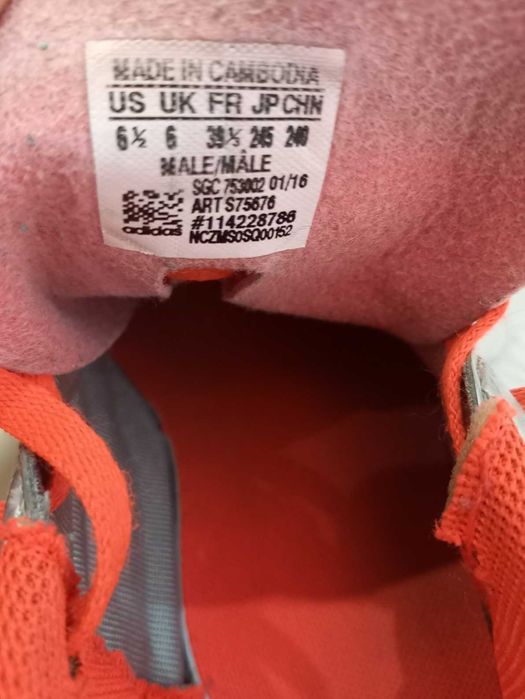 MADE IN CAMBODIA
US UK FR JP CHN
6½ 6 39⅓ 245 240
MALE/MÂLE
SGC 753002 01/16
ART S75676
#114228786
adidas NCZMS0SQ00152